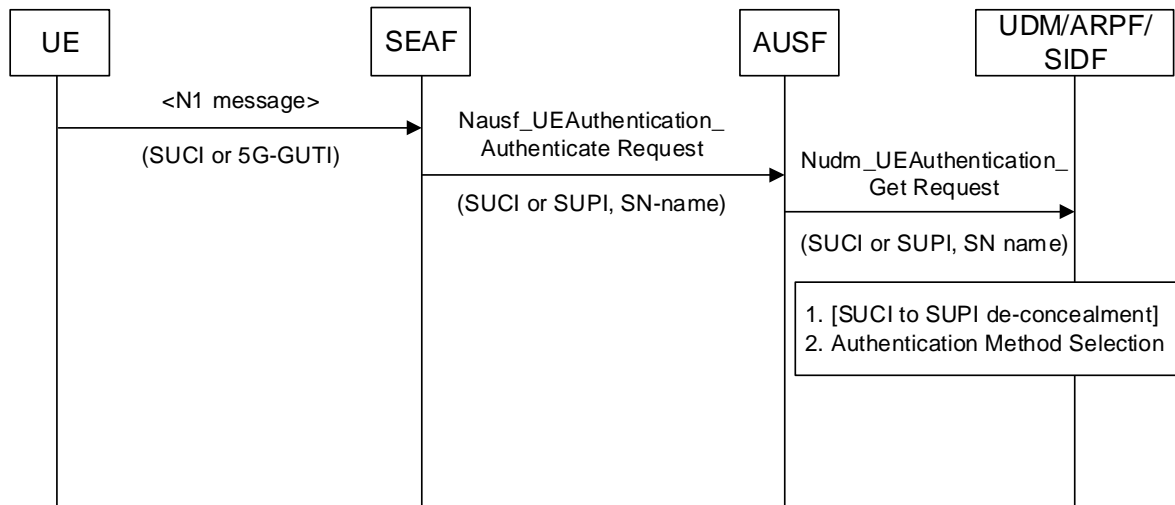 UE
SEAF
AUSF
UDM/ARPF/
SIDF
<N1 message>
(SUCI or 5G-GUTI)
Nausf_UEAuthentication_
Authenticate Request
(SUCI or SUPI, SN-name)
Nudm_UEAuthentication_
Get Request
(SUCI or SUPI, SN name)
1. [SUCI to SUPI de-concealment]
2. Authentication Method Selection